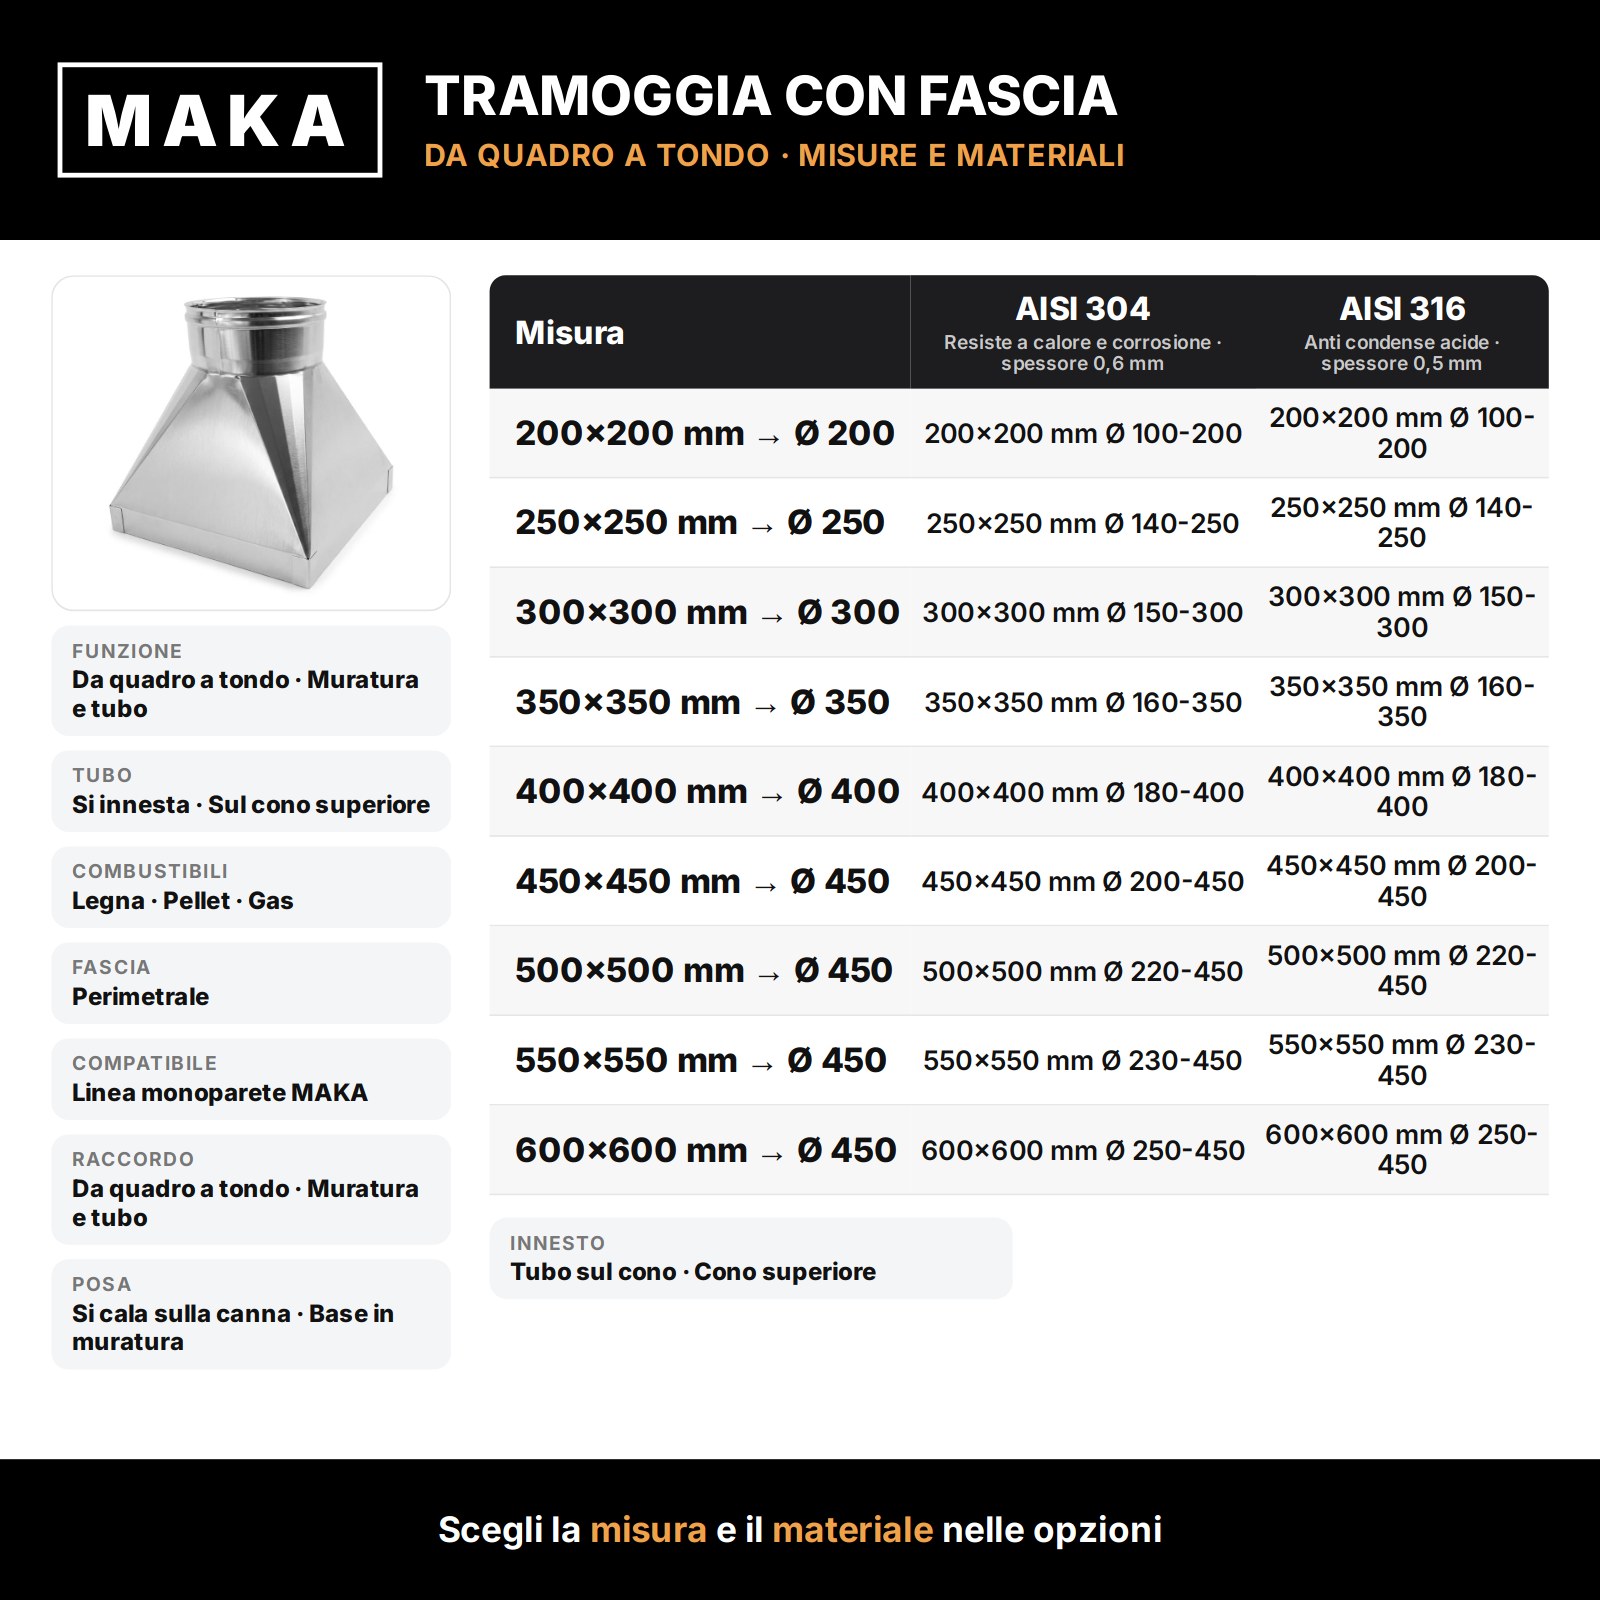 MAKA
TRAMOGGIA CON FASCIA
DA QUADRO A TONDO · MISURE E MATERIALI
FUNZIONE
Da quadro a tondo · Muratura
e tubo
TUBO
Si innesta · Sul cono superiore
COMBUSTIBILI
Legna · Pellet · Gas
FASCIA
Perimetrale
COMPATIBILE
Linea monoparete MAKA
RACCORDO
Da quadro a tondo · Muratura
e tubo
POSA
Si cala sulla canna · Base in
muratura
Misura
AISI 304
Resiste a calore e corrosione ·
spessore 0,6 mm
AISI 316
Anti condense acide ·
spessore 0,5 mm
200×200 mm → Ø 200
200×200 mm Ø 100-200
200×200 mm Ø 100-
200
250×250 mm → Ø 250
250×250 mm Ø 140-250
250×250 mm Ø 140-
250
300×300 mm → Ø 300
300×300 mm Ø 150-300
300×300 mm Ø 150-
300
350×350 mm → Ø 350
350×350 mm Ø 160-350
350×350 mm Ø 160-
350
400×400 mm → Ø 400
400×400 mm Ø 180-400
400×400 mm Ø 180-
400
450×450 mm → Ø 450
450×450 mm Ø 200-450
450×450 mm Ø 200-
450
500×500 mm → Ø 450
500×500 mm Ø 220-450
500×500 mm Ø 220-
450
550×550 mm → Ø 450
550×550 mm Ø 230-450
550×550 mm Ø 230-
450
600×600 mm → Ø 450
600×600 mm Ø 250-450
600×600 mm Ø 250-
450
INNESTO
Tubo sul cono · Cono superiore
Scegli la misura e il materiale nelle opzioni